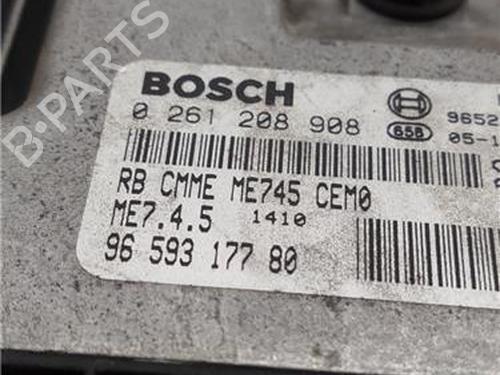 BOSCH
0 261 208 908
9652
658
05-1
RB CMME ME745 CEM0
ME7.4.5 1410
96 593 177 80
B-PARTS